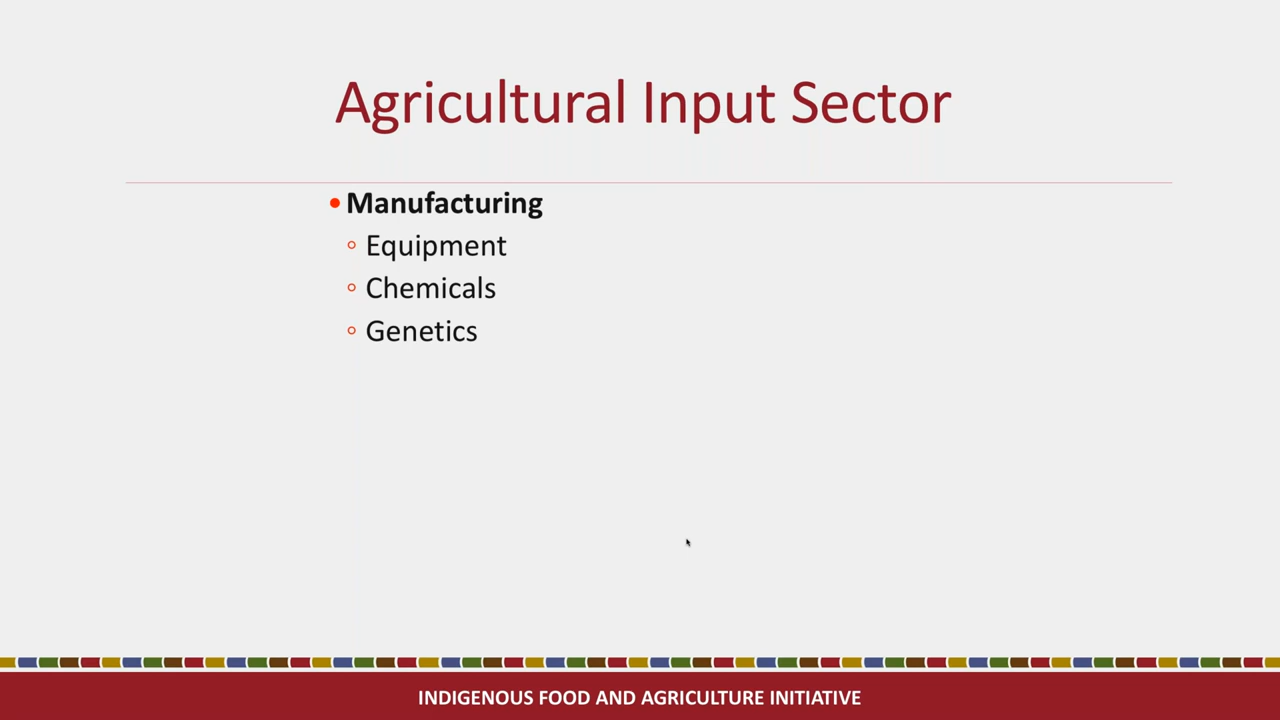 Agricultural Input Sector
• Manufacturing
◦ Equipment
◦ Chemicals
◦ Genetics
INDIGENOUS FOOD AND AGRICULTURE INITIATIVE